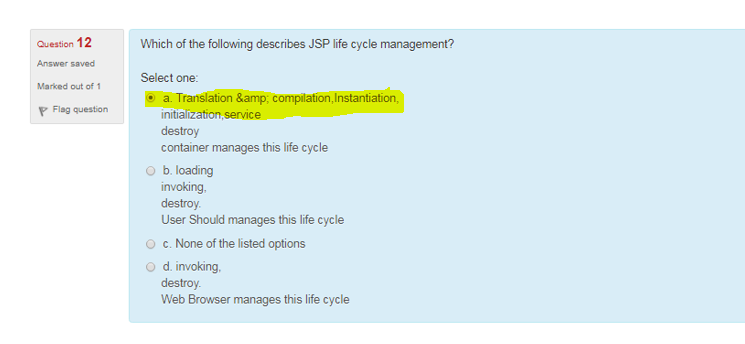 Question 12
Answer saved
Marked out of 1
Flag question
Which of the following describes JSP life cycle management?
Select one:
a. Translation &amp; compilation,Instantiation,
initialization,service
destroy
container manages this life cycle
b. loading
invoking,
destroy.
User Should manages this life cycle
c. None of the listed options
d. invoking,
destroy.
Web Browser manages this life cycle